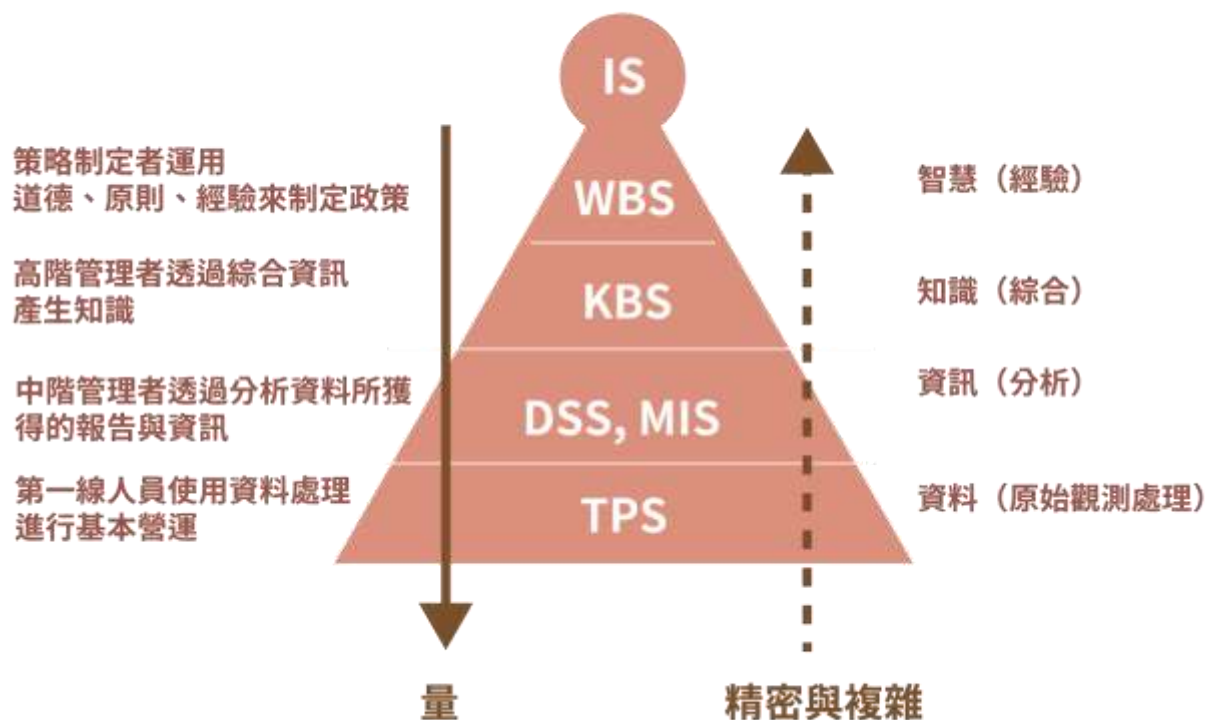 IS
策略制定者運用
道德、原則、經驗來制定政策
WBS
智慧（經驗）
高階管理者透過綜合資訊
產生知識
KBS
知識（綜合）
中階管理者透過分析資料所獲
得的報告與資訊
DSS, MIS
資訊（分析）
第一線人員使用資料處理
進行基本營運
TPS
資料（原始觀測處理）
量
精密與複雜